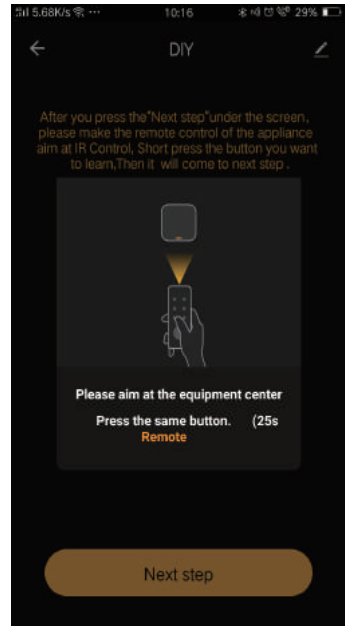 5.68K/s ... 10:16 29%
DIY
After you press the"Next step"under the screen,
please make the remote control of the appliance
aim at IR Control, Short press the button you want
to learn,Then it will come to next step .
Please aim at the equipment center
Press the same button. (25s
Remote
Next step